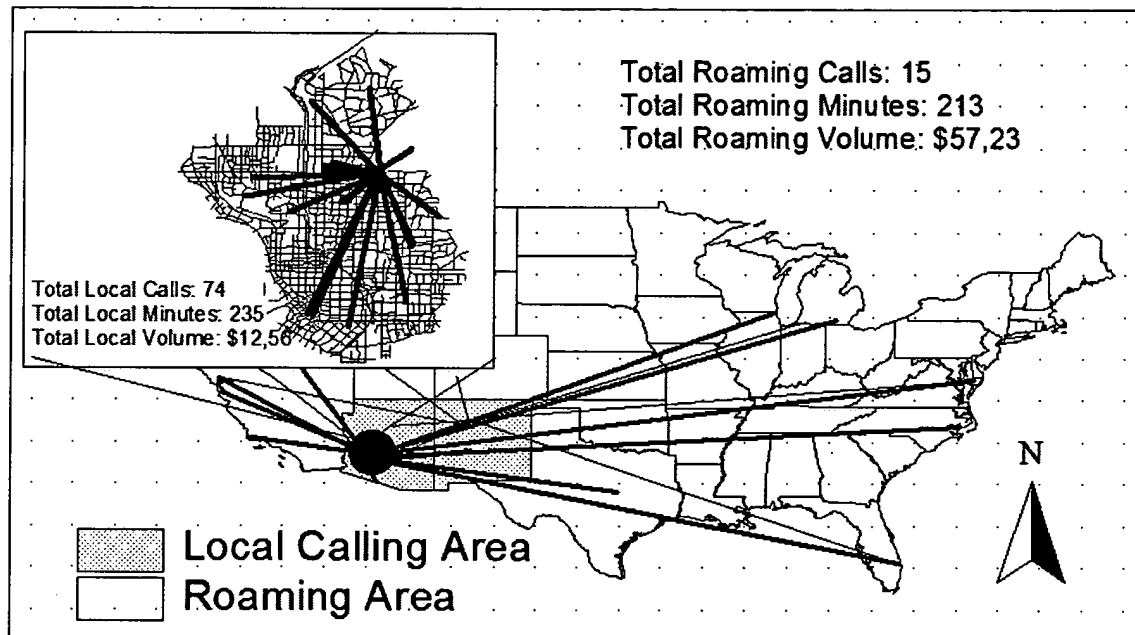 Total Roaming Calls: 15
Total Roaming Minutes: 213
Total Roaming Volume: $57,23
Total Local Calls: 74
Total Local Minutes: 235
Total Local Volume: $12,56
N
Local Calling Area
Roaming Area